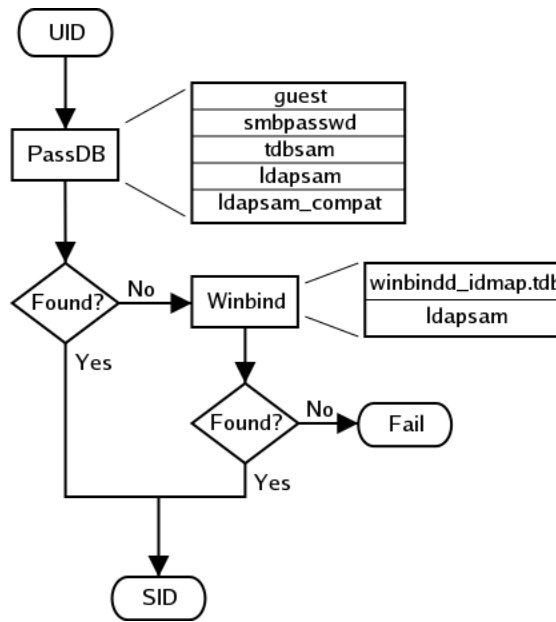 UID
guest
smbpasswd
tdbsam
ldapsam
ldapsam_compat
PassDB
Found?
No
Winbind
winbindd_idmap.tdb
ldapsam
Yes
Found?
No
Fail
Yes
SID